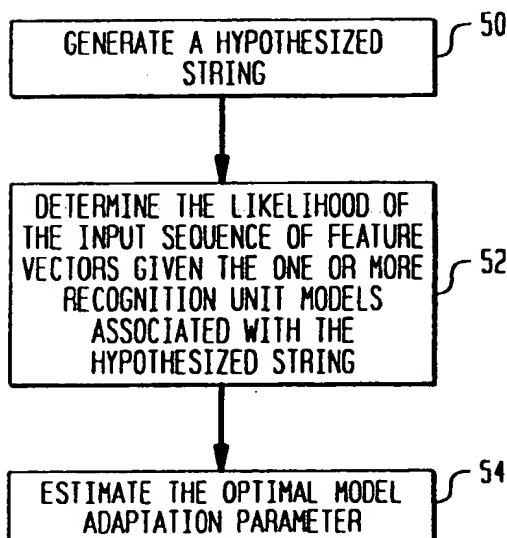 GENERATE A HYPOTHESIZED
STRING
50
DETERMINE THE LIKELIHOOD OF
THE INPUT SEQUENCE OF FEATURE
VECTORS GIVEN THE ONE OR MORE
RECOGNITION UNIT MODELS
ASSOCIATED WITH THE
HYPOTHESIZED STRING
52
ESTIMATE THE OPTIMAL MODEL
ADAPTATION PARAMETER
54